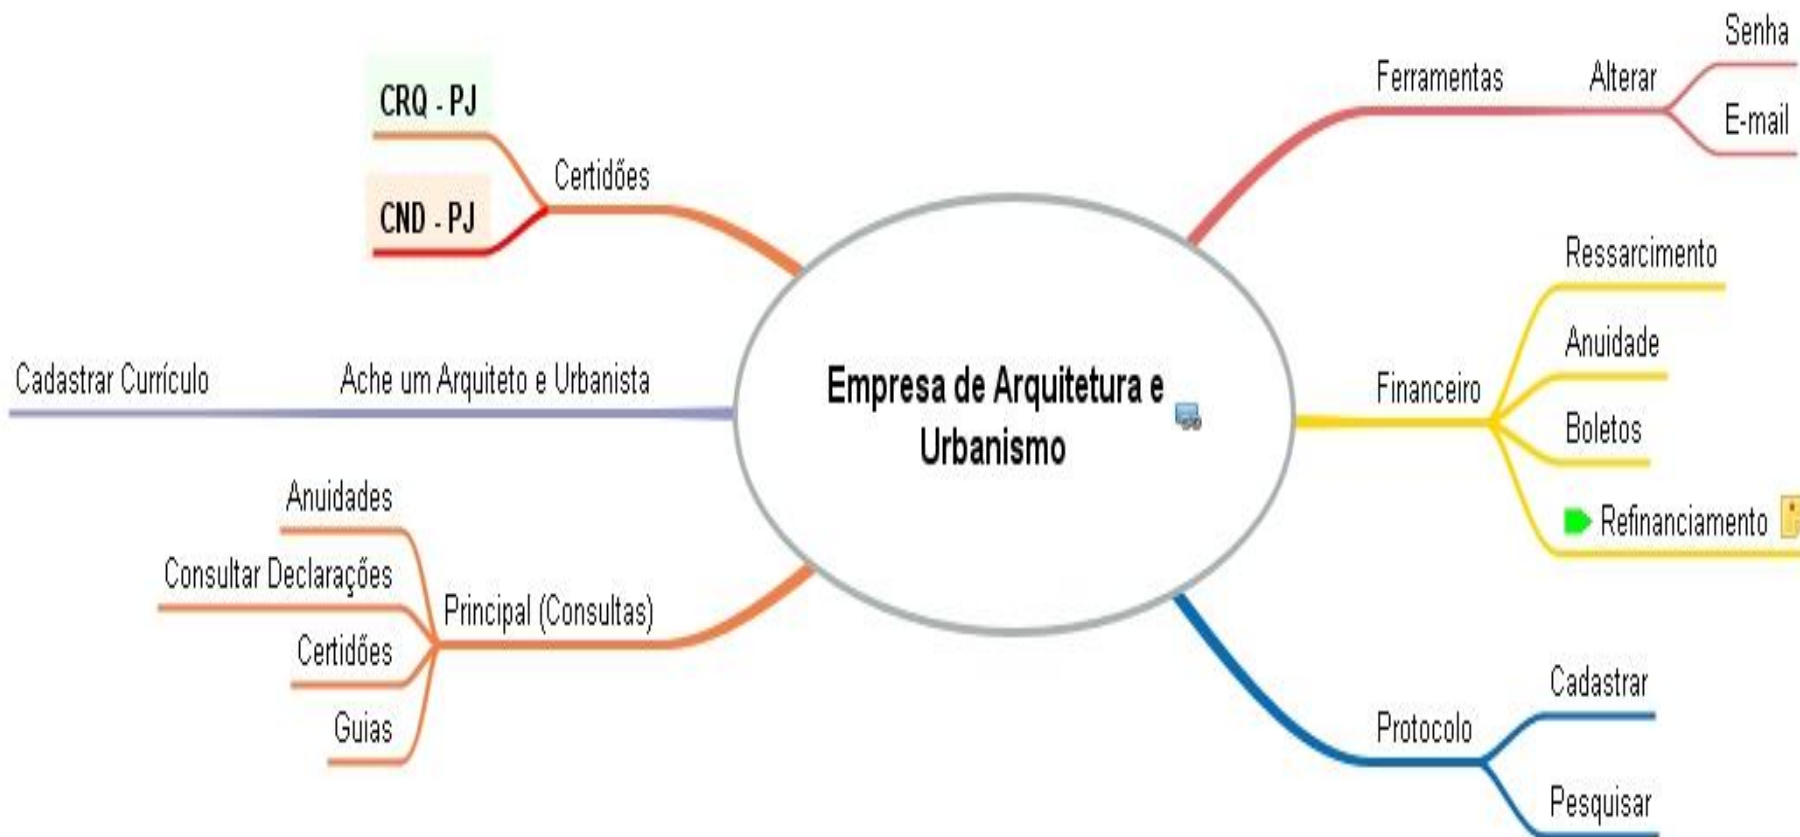 Empresa de Arquitetura e
Urbanismo
CRQ - PJ
CND - PJ
Certidões
Cadastrar Currículo
Ache um Arquiteto e Urbanista
Anuidades
Consultar Declarações
Certidões
Guias
Principal (Consultas)
Ferramentas
Alterar
Senha
E-mail
Financeiro
Ressarcimento
Anuidade
Boletos
Refinanciamento
Protocolo
Cadastrar
Pesquisar